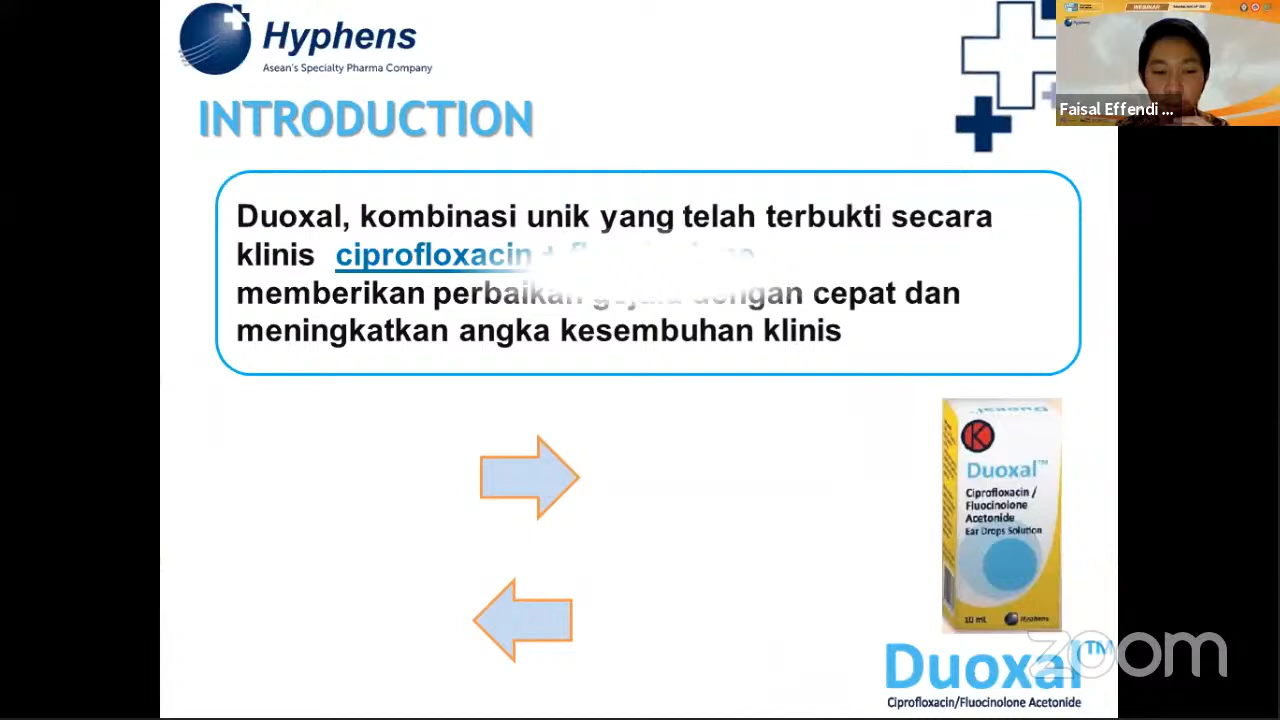 Hyphens
Asean's Specialty Pharma Company
INTRODUCTION
WEBINAR
Faisal Effendi ...
Duoxal, kombinasi unik yang telah terbukti secara
klinis ciprofloxacin
memberikan perbaikan gejala dengan cepat dan
meningkatkan angka kesembuhan klinis
K
Duoxal™
Ciprofloxacin /
Fluocinolone
Acetonide
Ear Drops Solution
10 mL
Hyphens
Duoxal™
Ciprofloxacin/Fluocinolone Acetonide
zoom